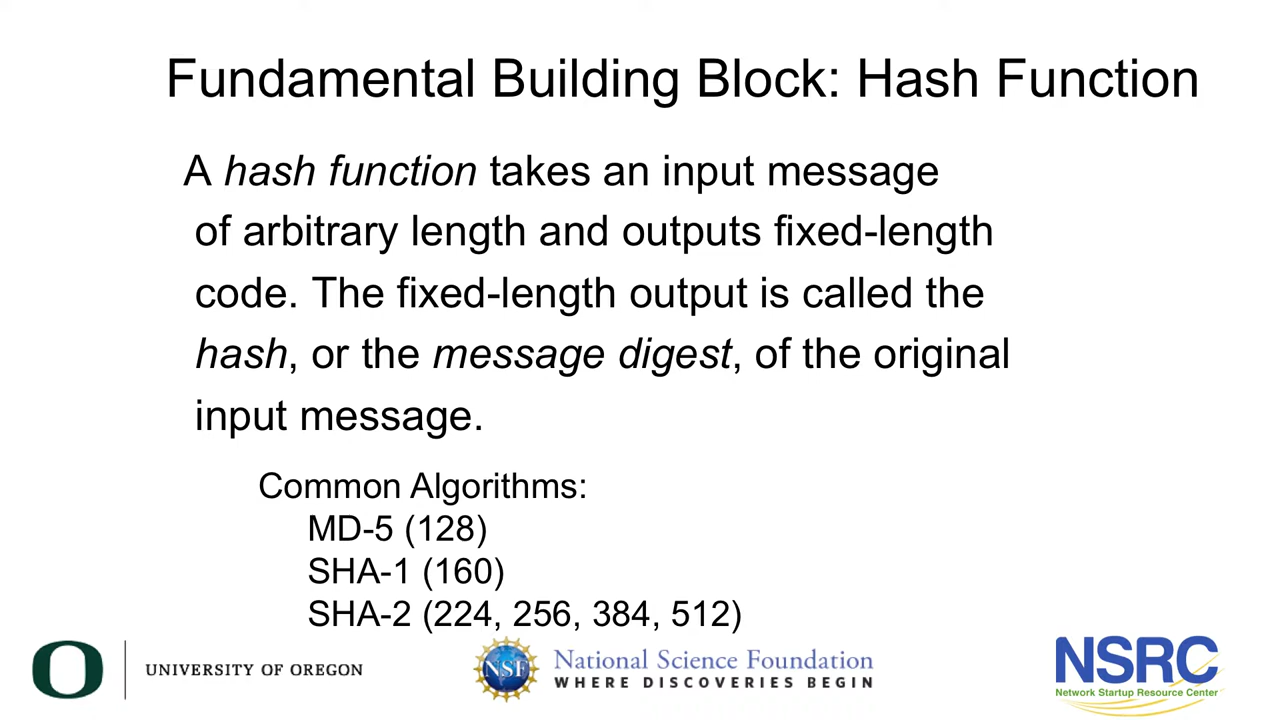 Fundamental Building Block: Hash Function
A hash function takes an input message
of arbitrary length and outputs fixed-length
code. The fixed-length output is called the
hash, or the message digest, of the original
input message.
Common Algorithms:
MD-5 (128)
SHA-1 (160)
SHA-2 (224, 256, 384, 512)
O
UNIVERSITY OF OREGON
NSF
National Science Foundation
WHERE DISCOVERIES BEGIN
NSRC
Network Startup Resource Center